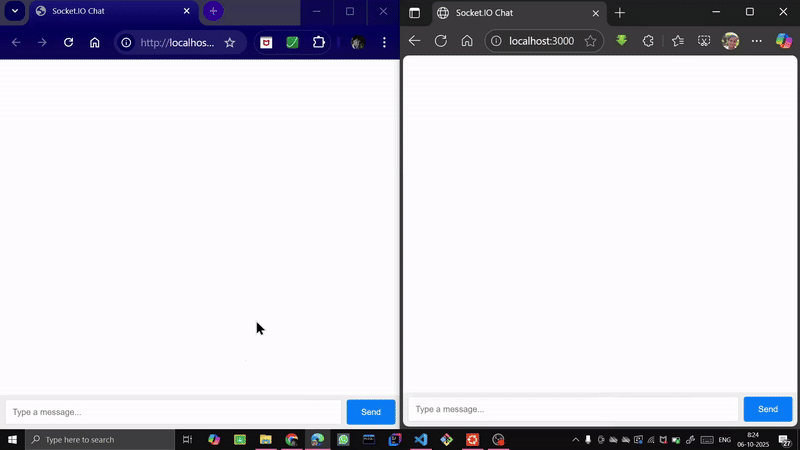 Socket.IO Chat
http://localhos...
Type a message...
Send
Socket.IO Chat
localhost:3000
Type a message...
Send
Type here to search
ENG
8:24
06-10-2025
27